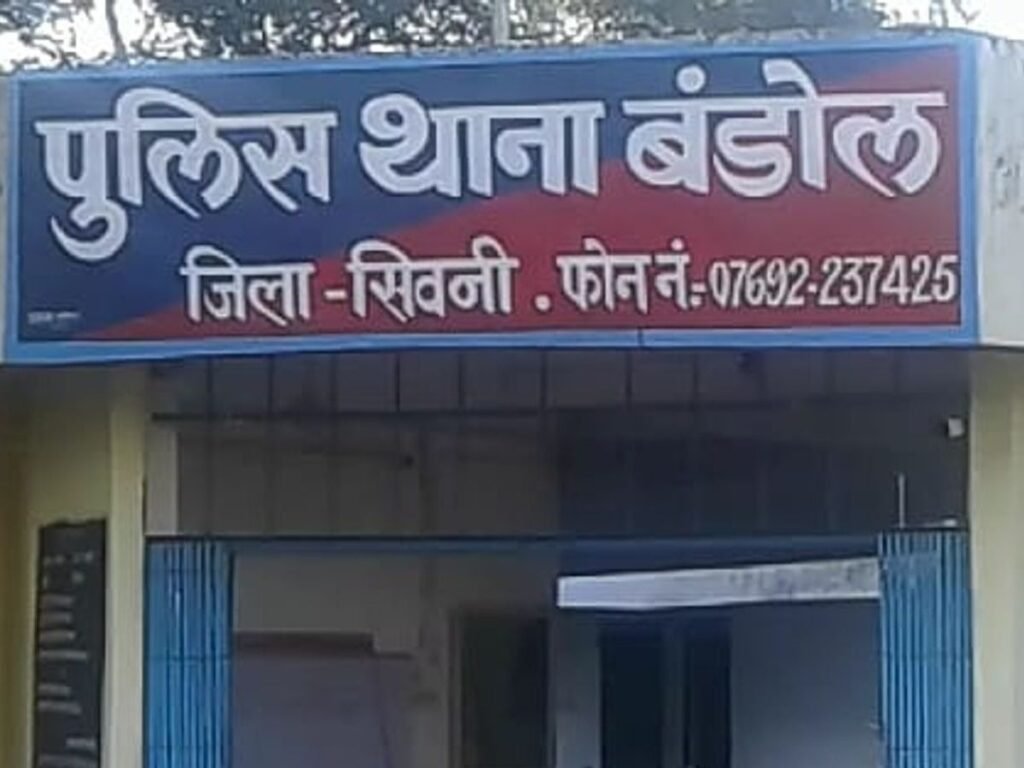 पुलिस थाना बंडोल
जिला - सिवनी . फोन नं.- 07692-237425